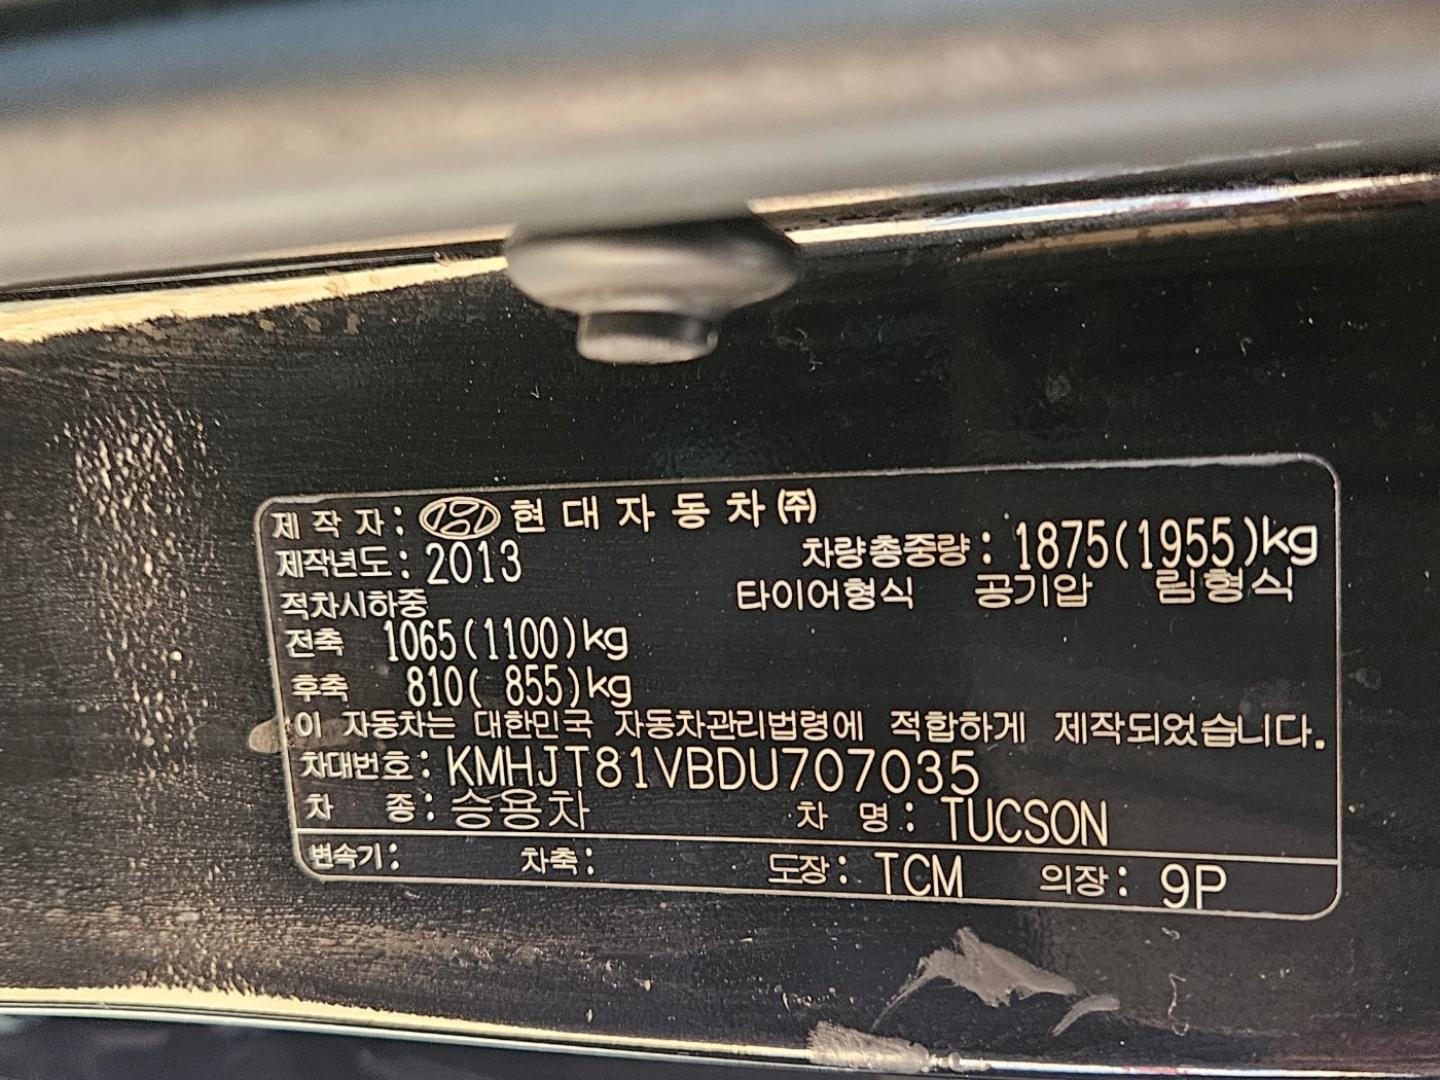 제작자: 현대자동차㈜
제작년도: 2013 차량총중량: 1875(1955)kg
적차시하중 타이어형식 공기압 림형식
전축 1065(1100)kg
후축 810( 855)kg
이 자동차는 대한민국 자동차관리법령에 적합하게 제작되었습니다.
차대번호: KMHJT81VBDU707035
차 종: 승용차 차 명: TUCSON
변속기: 차축: 도장: TCM 의장: 9P